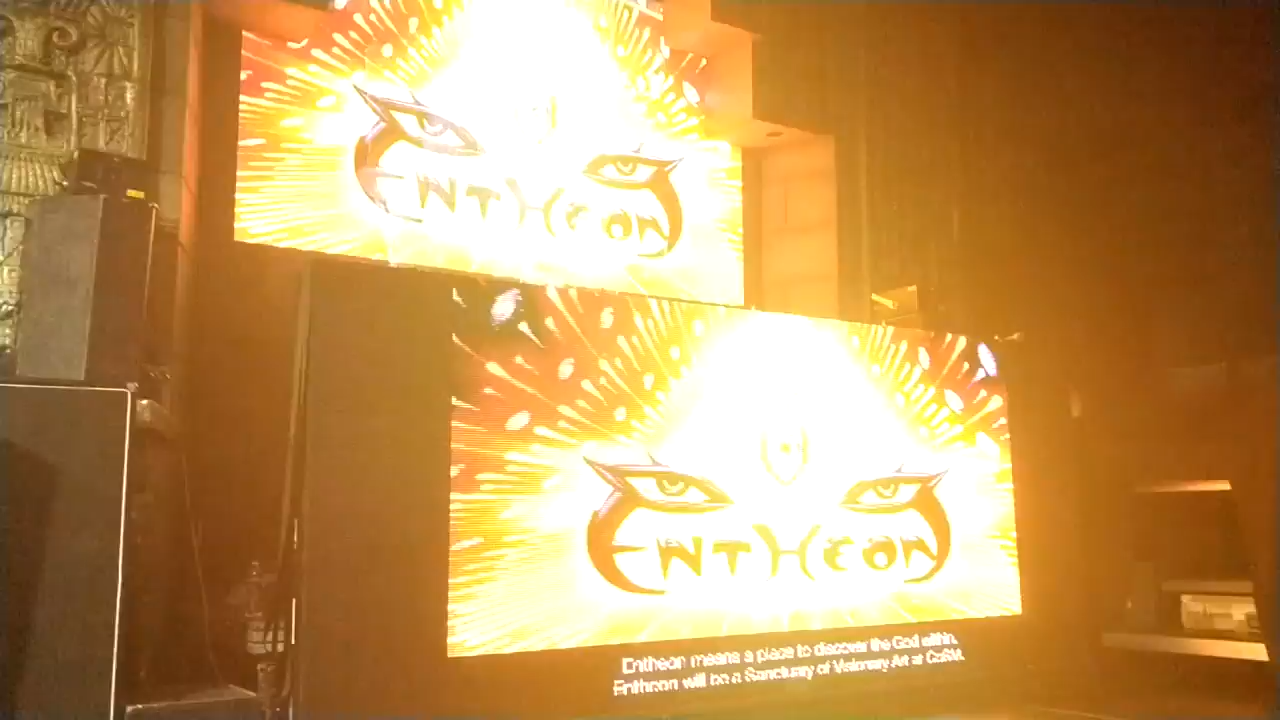 ENTHEON
ENTHEON
Entheon means a place to discover the God within.
Entheon will be a Sanctuary of Visionary Art at CoSM.